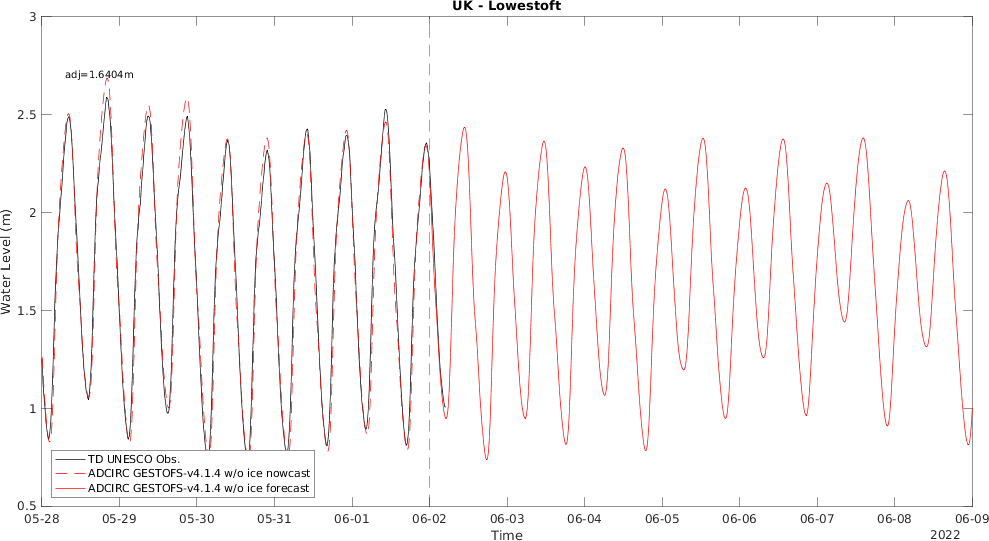 UK - Lowestoft
adj=1.6404m
Water Level (m)
3
2.5
2
1.5
1
0.5
TD UNESCO Obs.
ADCIRC GESTOFS-v4.1.4 w/o ice nowcast
ADCIRC GESTOFS-v4.1.4 w/o ice forecast
05-28 05-29 05-30 05-31 06-01 06-02 06-03 06-04 06-05 06-06 06-07 06-08 06-09
Time
2022